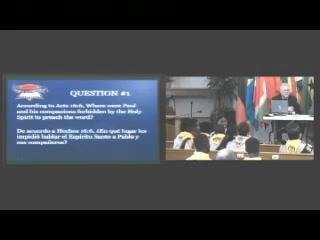 QUESTION #1
According to Acts 16:6, Where were Paul
and his companions forbidden by the Holy
Spirit to preach the word?
De acuerdo a Hechos 16:6, ¿En qué lugar les
impidió hablar el Espíritu Santo a Pablo y
sus compañeros?